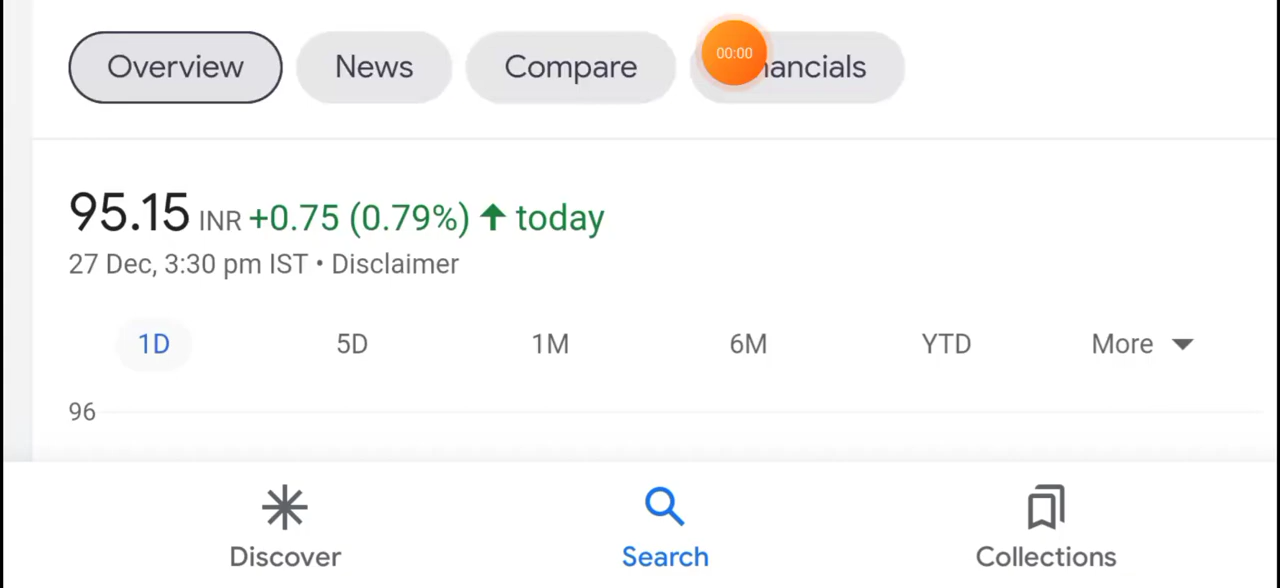 Overview News Compare ancials
00:00
95.15 INR +0.75 (0.79%) ↑ today
27 Dec, 3:30 pm IST • Disclaimer
1D 5D 1M 6M YTD More
96
Discover Search Collections